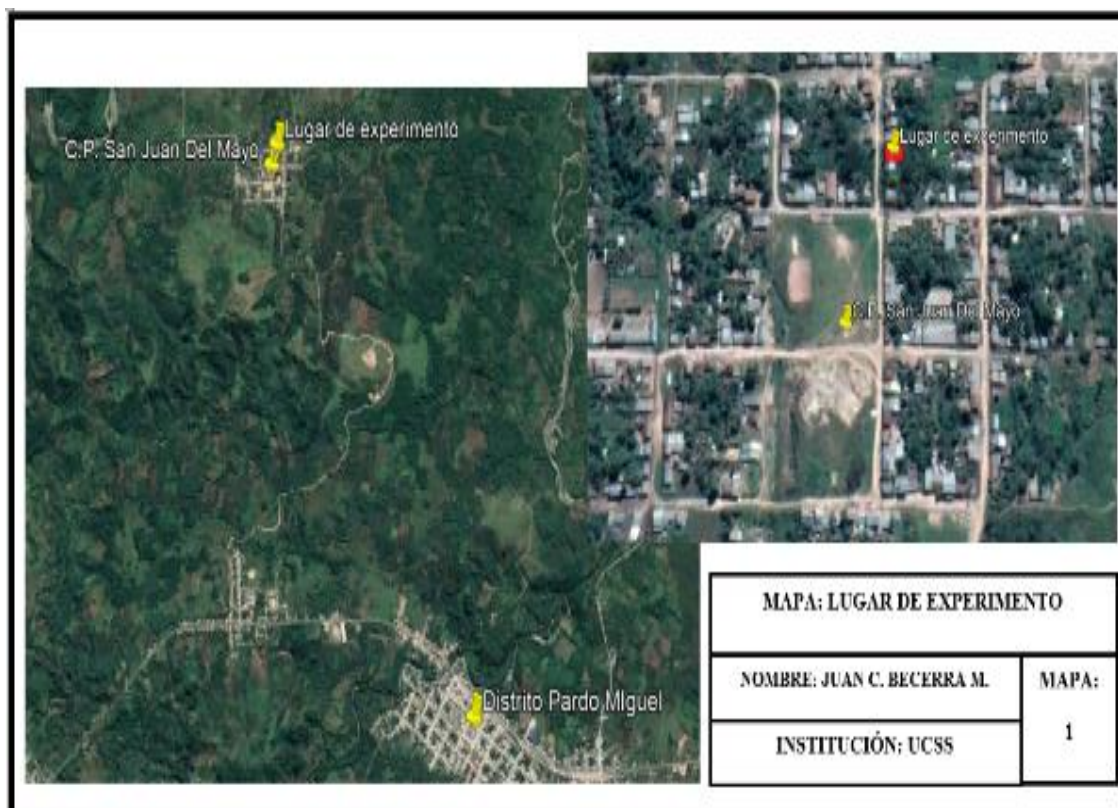 Lugar de experimento
C.P. San Juan Del Mayo
Distrito Pardo MIguel
Lugar de experimento
C.P. San Juan Del Mayo
MAPA: LUGAR DE EXPERIMENTO
NOMBRE: JUAN C. BECERRA M.
INSTITUCIÓN: UCSS
MAPA:
1